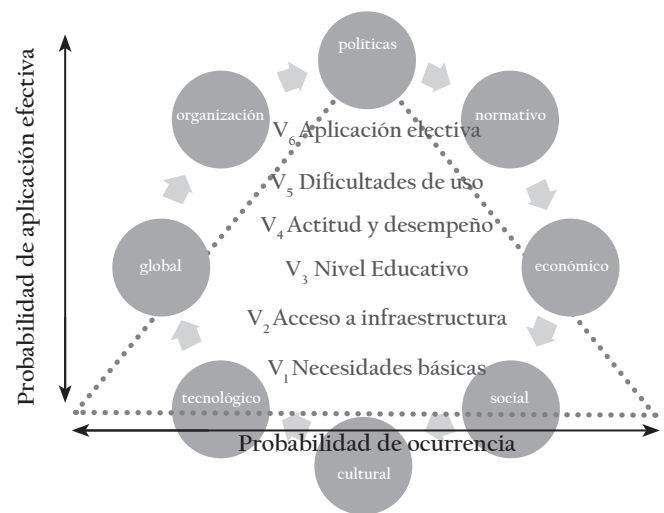 políticas
organización
normativo
V6 Aplicación efectiva
V5 Dificultades de uso
V4 Actitud y desempeño
global
V3 Nivel Educativo
económico
V2 Acceso a infraestructura
V1 Necesidades básicas
tecnológico
social
cultural
Probabilidad de aplicación efectiva
Probabilidad de ocurrencia